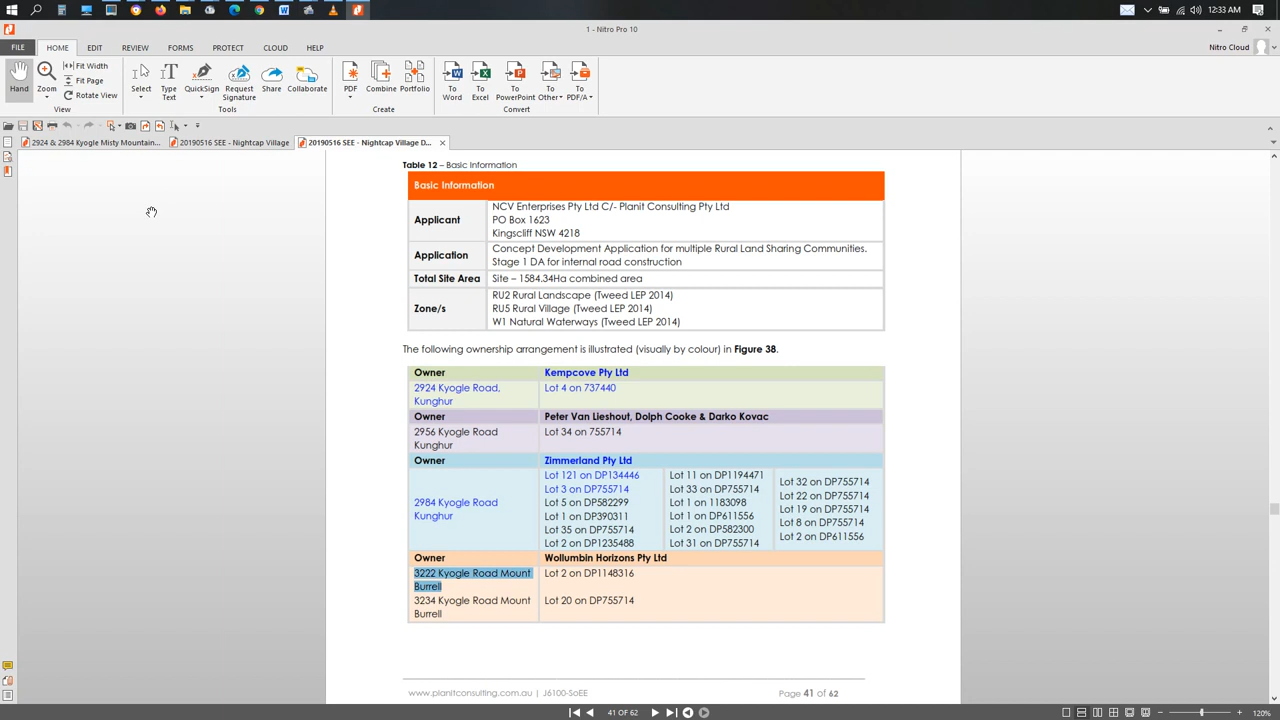 12:33 AM
1 - Nitro Pro 10
FILE HOME EDIT REVIEW FORMS PROTECT CLOUD HELP
Nitro Cloud
Hand
Zoom
Fit Width
Fit Page
Rotate View
View
Select
Type Text
QuickSign
Request Signature
Share
Collaborate
Tools
PDF
Combine
Portfolio
Create
To Word
To Excel
To PowerPoint
To Other
To PDF/A
Convert
2924 & 2984 Kyogle Misty Mountain...
20190516 SEE - Nightcap Village
20190516 SEE - Nightcap Village D...
Table 12 – Basic Information
Basic Information
Applicant
NCV Enterprises Pty Ltd C/- Planit Consulting Pty Ltd
PO Box 1623
Kingscliff NSW 4218
Application
Concept Development Application for multiple Rural Land Sharing Communities.
Stage 1 DA for internal road construction
Total Site Area
Site – 1584.34Ha combined area
Zone/s
RU2 Rural Landscape (Tweed LEP 2014)
RU5 Rural Village (Tweed LEP 2014)
W1 Natural Waterways (Tweed LEP 2014)
The following ownership arrangement is illustrated (visually by colour) in Figure 38.
Owner
Kempcove Pty Ltd
2924 Kyogle Road,
Kunghur
Lot 4 on 737440
Owner
Peter Van Lieshout, Dolph Cooke & Darko Kovac
2956 Kyogle Road
Kunghur
Lot 34 on 755714
Owner
Zimmerland Pty Ltd
2984 Kyogle Road
Kunghur
Lot 121 on DP134446
Lot 3 on DP755714
Lot 5 on DP582299
Lot 1 on DP390311
Lot 35 on DP755714
Lot 2 on DP1235488
Lot 11 on DP1194471
Lot 33 on DP755714
Lot 1 on 1183098
Lot 1 on DP611556
Lot 2 on DP582300
Lot 31 on DP755714
Lot 32 on DP755714
Lot 22 on DP755714
Lot 19 on DP755714
Lot 8 on DP755714
Lot 2 on DP611556
Owner
Wollumbin Horizons Pty Ltd
3222 Kyogle Road Mount
Burrell
Lot 2 on DP1148316
3234 Kyogle Road Mount
Burrell
Lot 20 on DP755714
www.planitconsulting.com.au | J6100-SoEE
Page 41 of 62
41 OF 62
120%